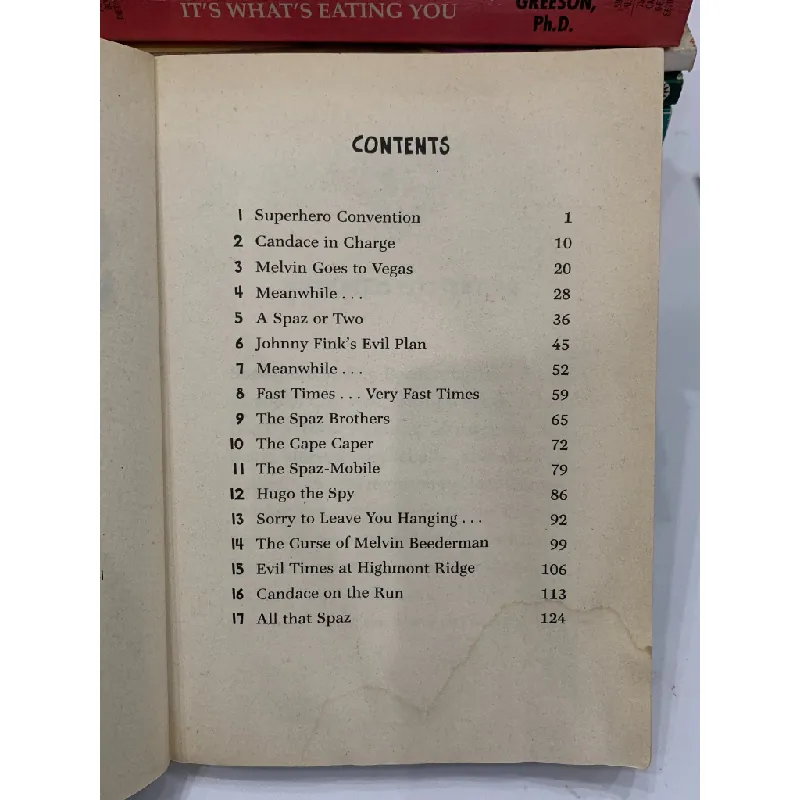 IT'S WHAT'S EATING YOU
GREESON,
Ph.D.
CONTENTS
1 Superhero Convention 1
2 Candace in Charge 10
3 Melvin Goes to Vegas 20
4 Meanwhile . . . 28
5 A Spaz or Two 36
6 Johnny Fink's Evil Plan 45
7 Meanwhile . . . 52
8 Fast Times . . . Very Fast Times 59
9 The Spaz Brothers 65
10 The Cape Caper 72
11 The Spaz-Mobile 79
12 Hugo the Spy 86
13 Sorry to Leave You Hanging . . . 92
14 The Curse of Melvin Beederman 99
15 Evil Times at Highmont Ridge 106
16 Candace on the Run 113
17 All that Spaz 124